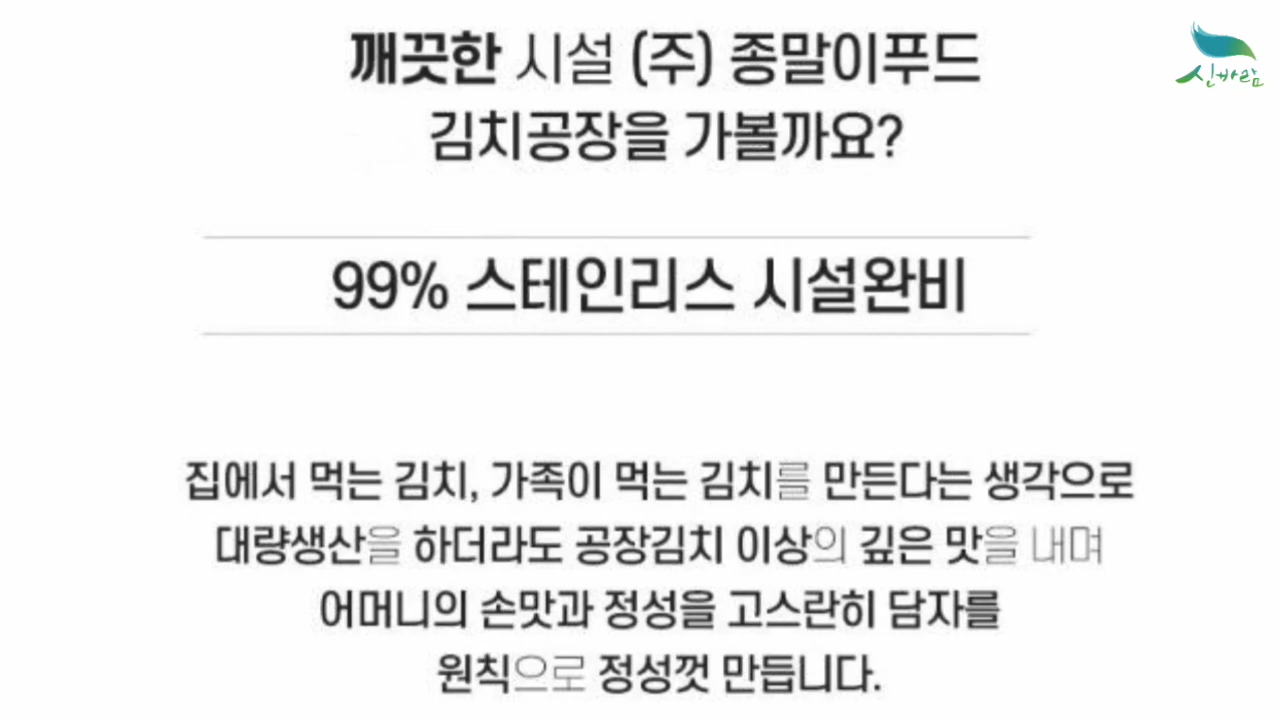 깨끗한 시설 (주) 종말이푸드
김치공장을 가볼까요?
신바람
99% 스테인리스 시설완비
집에서 먹는 김치, 가족이 먹는 김치를 만든다는 생각으로
대량생산을 하더라도 공장김치 이상의 깊은 맛을 내며
어머니의 손맛과 정성을 고스란히 담자를
원칙으로 정성껏 만듭니다.